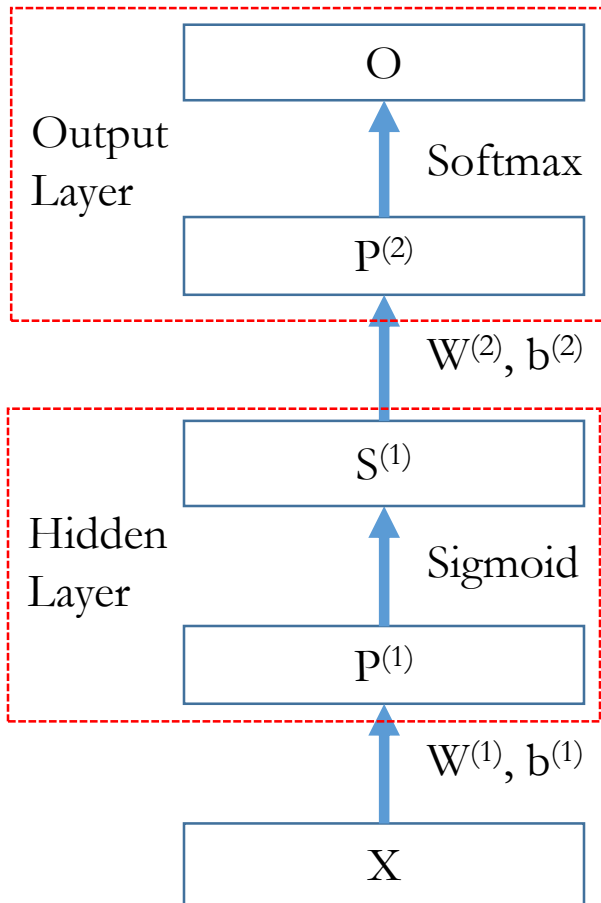 O
Output
Layer
Softmax
P⁽²⁾
W⁽²⁾, b⁽²⁾
S⁽¹⁾
Hidden
Layer
Sigmoid
P⁽¹⁾
W⁽¹⁾, b⁽¹⁾
X